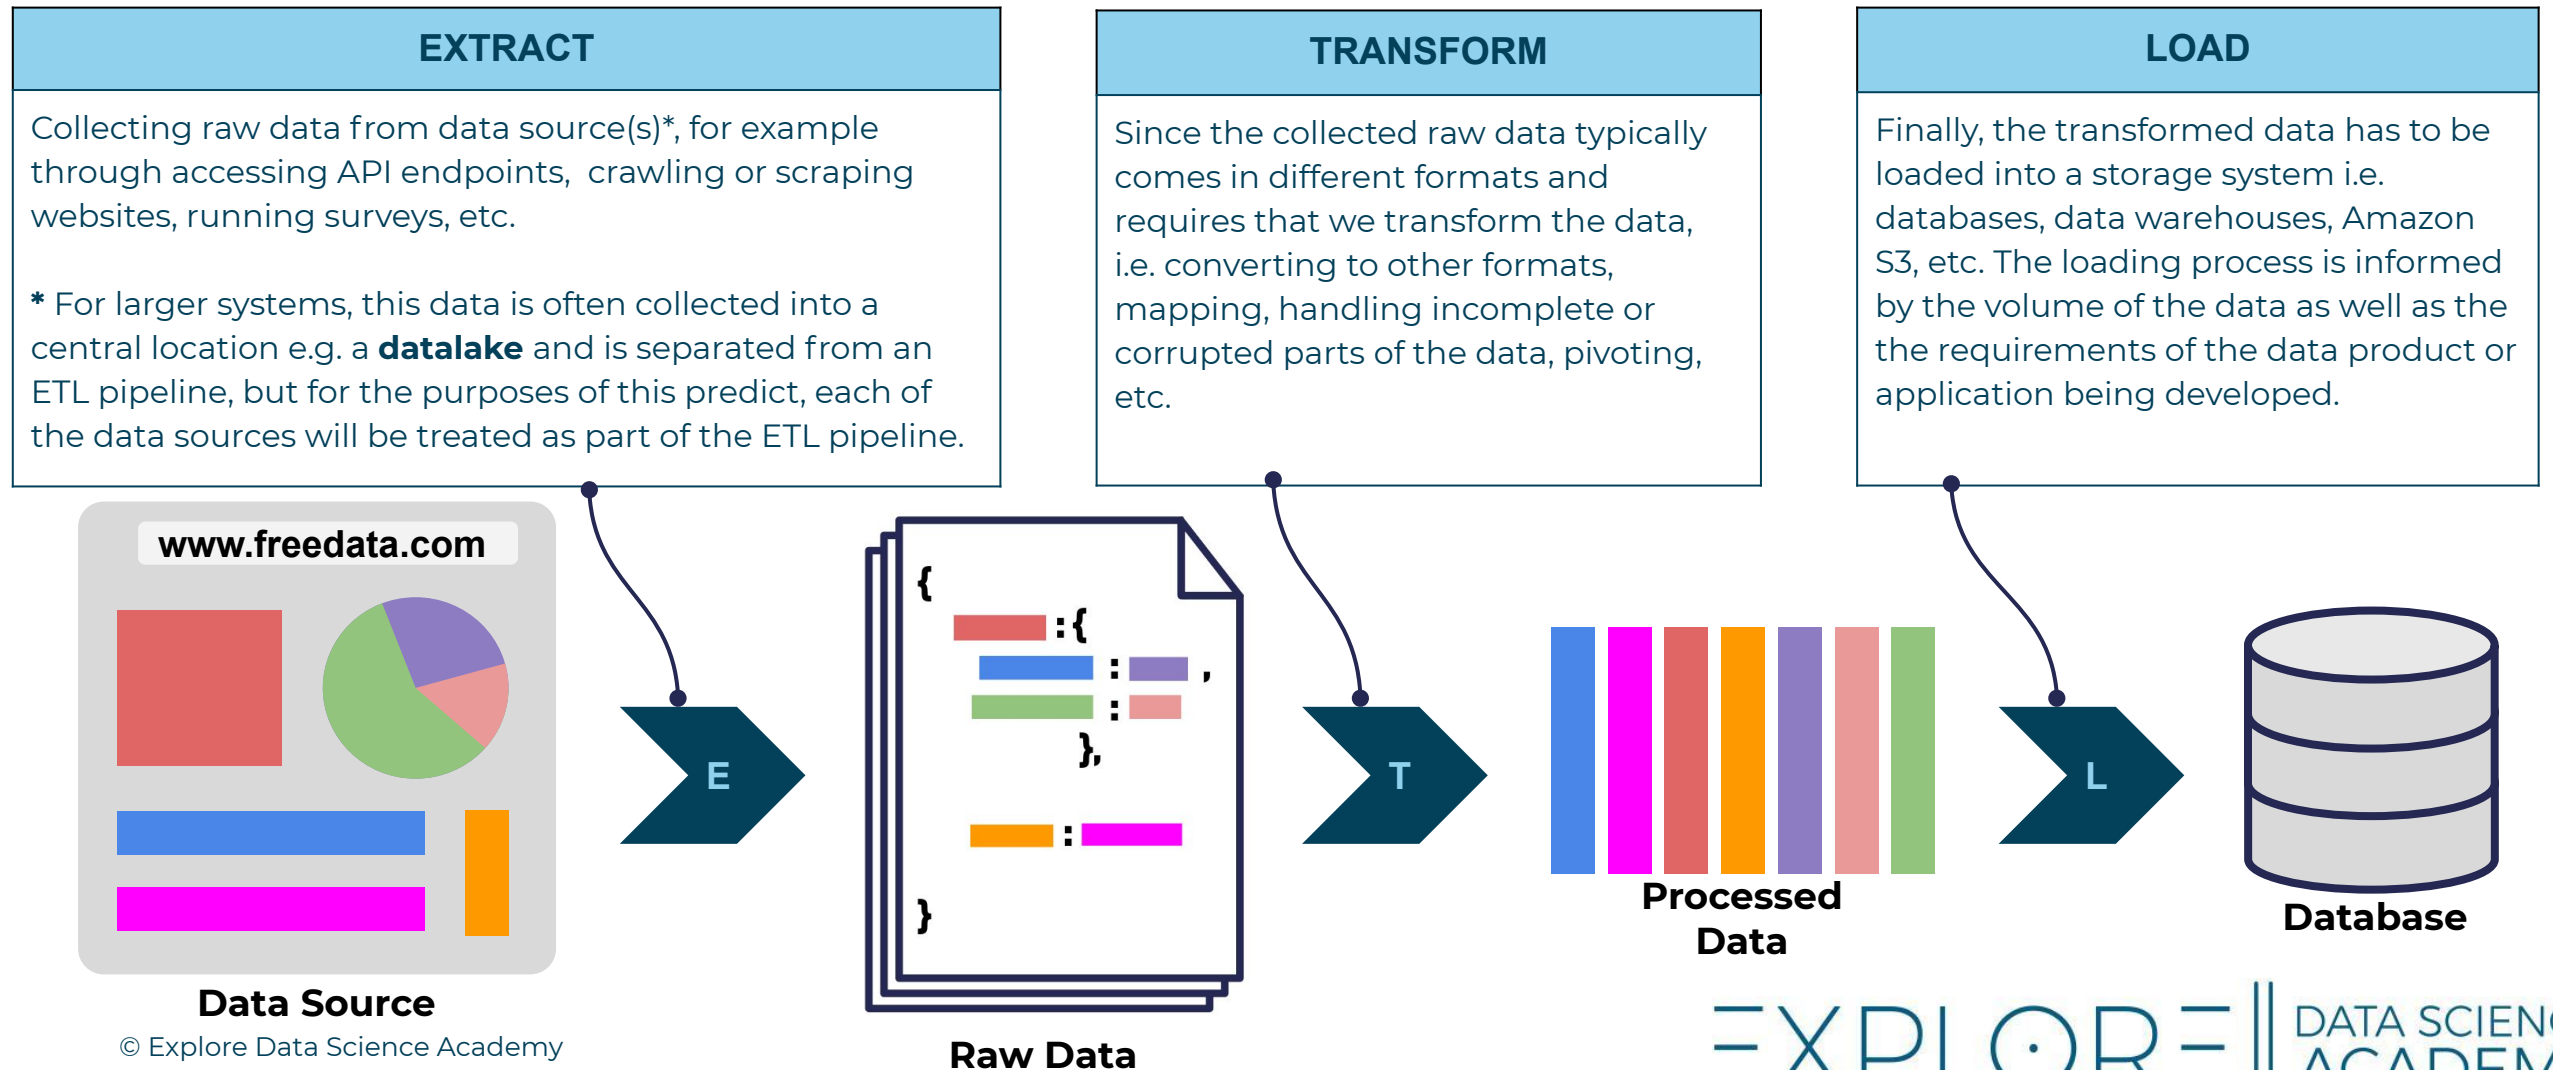 EXTRACT
Collecting raw data from data source(s)*, for example
through accessing API endpoints, crawling or scraping
websites, running surveys, etc.
* For larger systems, this data is often collected into a
central location e.g. a datalake and is separated from an
ETL pipeline, but for the purposes of this predict, each of
the data sources will be treated as part of the ETL pipeline.
TRANSFORM
Since the collected raw data typically
comes in different formats and
requires that we transform the data,
i.e. converting to other formats,
mapping, handling incomplete or
corrupted parts of the data, pivoting,
etc.
LOAD
Finally, the transformed data has to be
loaded into a storage system i.e.
databases, data warehouses, Amazon
S3, etc. The loading process is informed
by the volume of the data as well as the
the requirements of the data product or
application being developed.
www.freedata.com
{
:{
: ,
:
},
:
}
E
T
L
Data Source
Raw Data
Processed
Data
Database
© Explore Data Science Academy
EXPLORE
DATA SCIENC
ACADEM